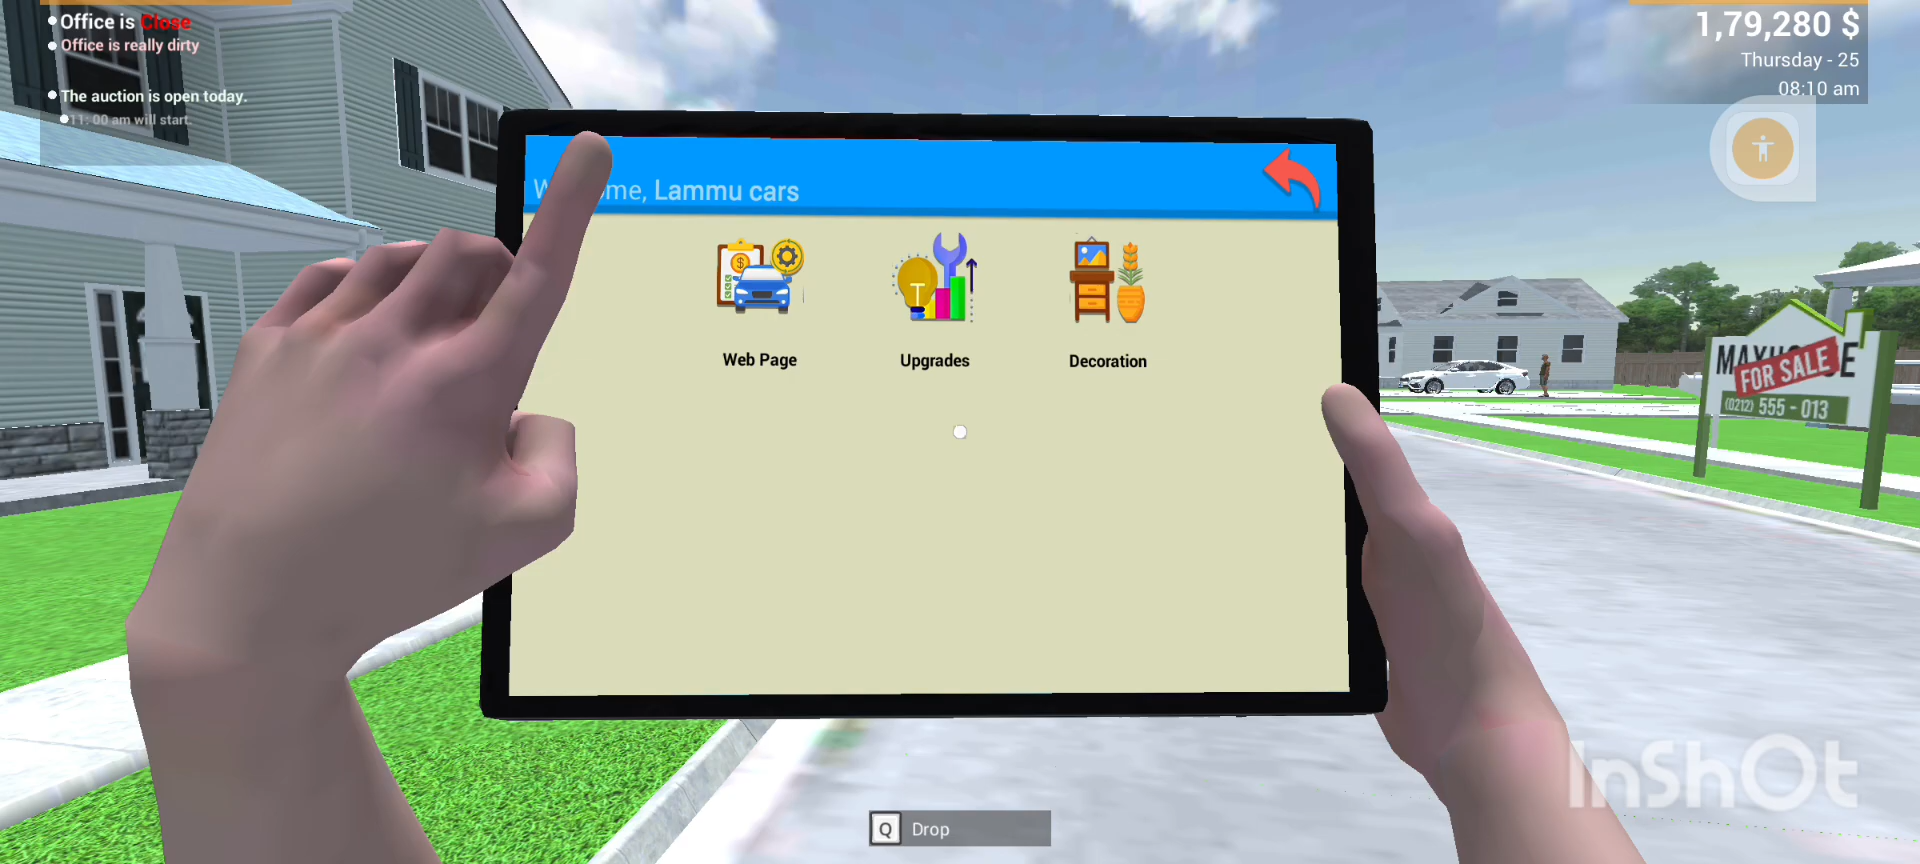 Office is Close
Office is really dirty
The auction is open today.
11: 00 am will start.
1,79,280 $
Thursday - 25
08:10 am
me, Lammu cars
Web Page
Upgrades
Decoration
FOR SALE
(0212) 555 - 013
Q Drop
InShOt